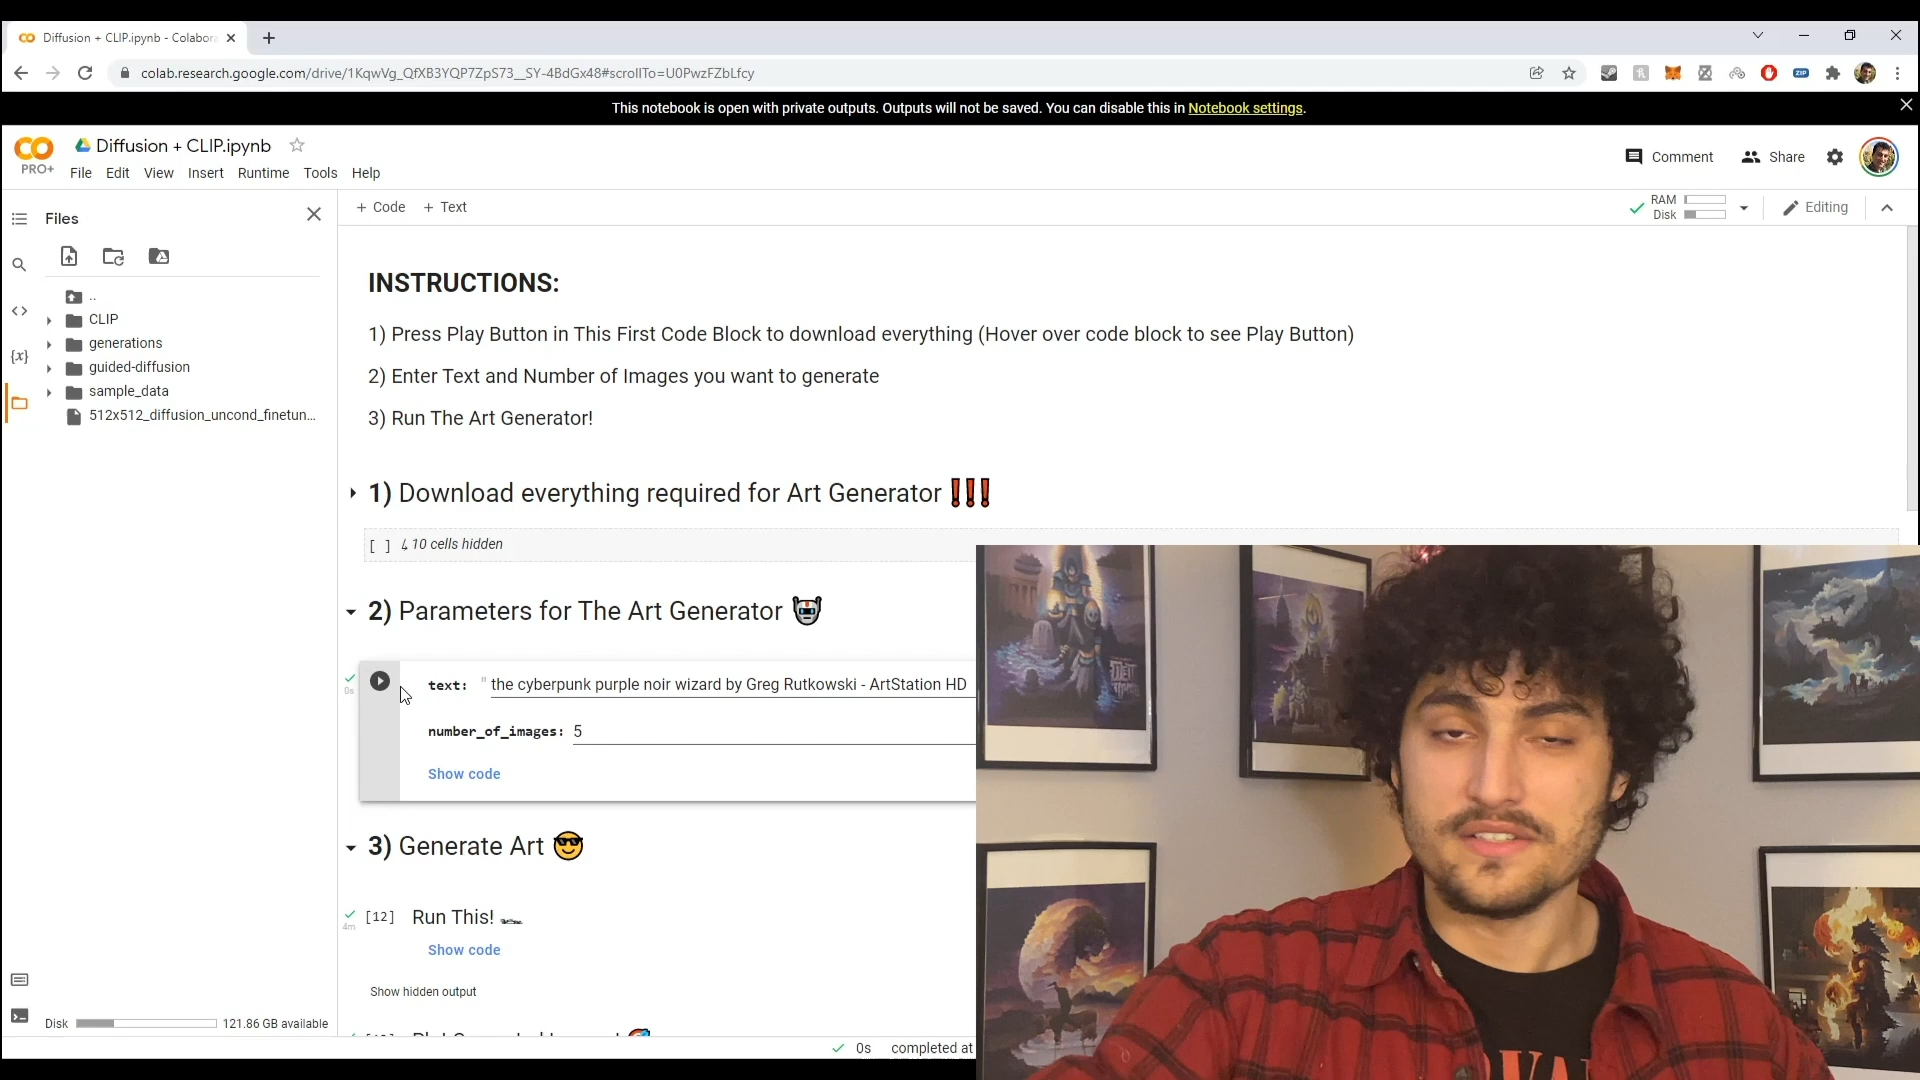 Diffusion + CLIP.ipynb - Colabora
colab.research.google.com/drive/1KqwVg_QfXB3YQP7ZpS73__SY-4BdGx48#scrollTo=U0PwzFZbLfcy
ZIP
This notebook is open with private outputs. Outputs will not be saved. You can disable this in Notebook settings.
CO
PRO+
Diffusion + CLIP.ipynb
File Edit View Insert Runtime Tools Help
Comment
Share
Files
+ Code + Text
RAM
Disk
Editing
..
CLIP
generations
guided-diffusion
sample_data
512x512_diffusion_uncond_finetun...
{x}
INSTRUCTIONS:
1) Press Play Button in This First Code Block to download everything (Hover over code block to see Play Button)
2) Enter Text and Number of Images you want to generate
3) Run The Art Generator!
1) Download everything required for Art Generator ❗❗❗
[ ] ↳ 10 cells hidden
2) Parameters for The Art Generator 🤖
0s
text: " the cyberpunk purple noir wizard by Greg Rutkowski - ArtStation HD
number_of_images: 5
Show code
3) Generate Art 😎
[12] Run This!
4m
Show code
Show hidden output
Disk 121.86 GB available
0s completed at